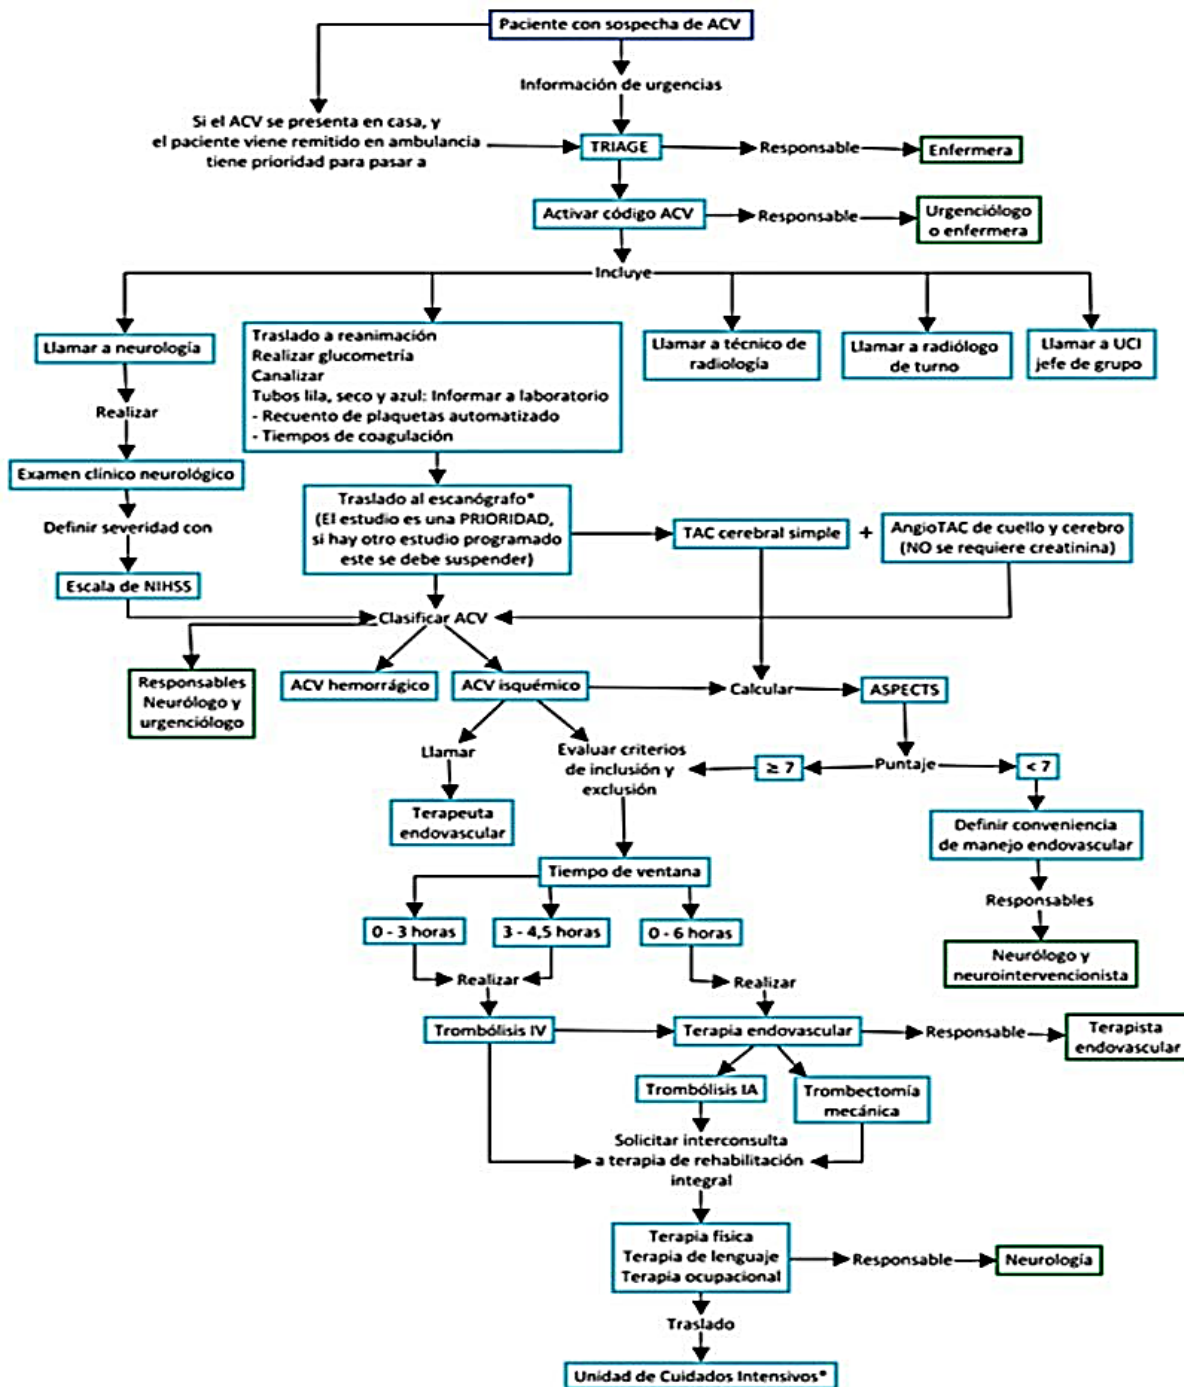 Paciente con sospecha de ACV
Información de urgencias
Si el ACV se presenta en casa, y
el paciente viene remitido en ambulancia
tiene prioridad para pasar a
TRIAGE
Responsable
Enfermera
Activar código ACV
Responsable
Urgenciólogo
o enfermera
Incluye
Llamar a neurología
Traslado a reanimación
Realizar glucometría
Canalizar
Tubos lila, seco y azul: Informar a laboratorio
- Recuento de plaquetas automatizado
- Tiempos de coagulación
Llamar a técnico de
radiología
Llamar a radiólogo
de turno
Llamar a UCI
jefe de grupo
Realizar
Examen clínico neurológico
Definir severidad con
Escala de NIHSS
Traslado al escanógrafo*
(El estudio es una PRIORIDAD,
si hay otro estudio programado
este se debe suspender)
TAC cerebral simple
+
AngioTAC de cuello y cerebro
(NO se requiere creatinina)
Clasificar ACV
Responsables
Neurólogo y
urgenciólogo
ACV hemorrágico
ACV isquémico
Calcular
ASPECTS
Llamar
Terapeuta
endovascular
Evaluar criterios
de inclusión y
exclusión
≥ 7
Puntaje
< 7
Definir conveniencia
de manejo endovascular
Responsables
Neurólogo y
neurointervencionista
Tiempo de ventana
0 - 3 horas
3 - 4,5 horas
0 - 6 horas
Realizar
Realizar
Trombólisis IV
Terapia endovascular
Responsable
Terapista
endovascular
Trombólisis IA
Trombectomía
mecánica
Solicitar interconsulta
a terapia de rehabilitación
integral
Terapia física
Terapia de lenguaje
Terapia ocupacional
Responsable
Neurología
Traslado
Unidad de Cuidados Intensivos*